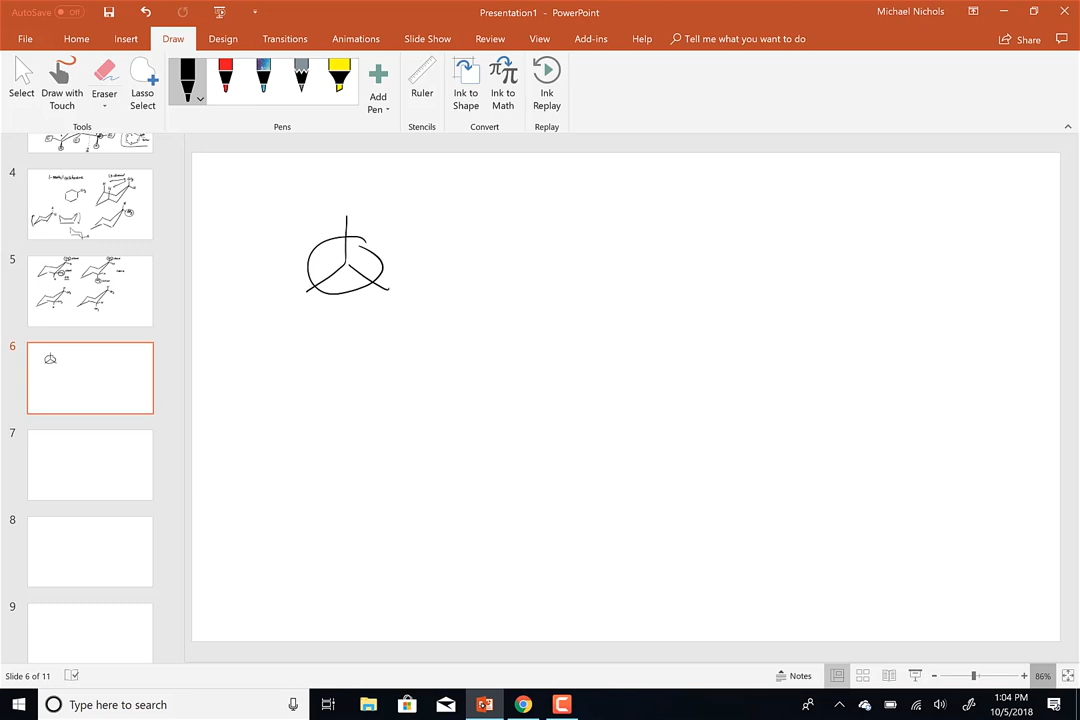 AutoSave Off
Presentation1 - PowerPoint
Michael Nichols
File Home Insert Draw Design Transitions Animations Slide Show Review View Add-ins Help Tell me what you want to do
Share
Select
Draw with Touch
Eraser
Lasso Select
Add Pen
Ruler
Ink to Shape
Ink to Math
Ink Replay
Tools
Pens
Stencils
Convert
Replay
4
5
6
7
8
9
Slide 6 of 11
Notes
86%
Type here to search
1:04 PM
10/5/2018